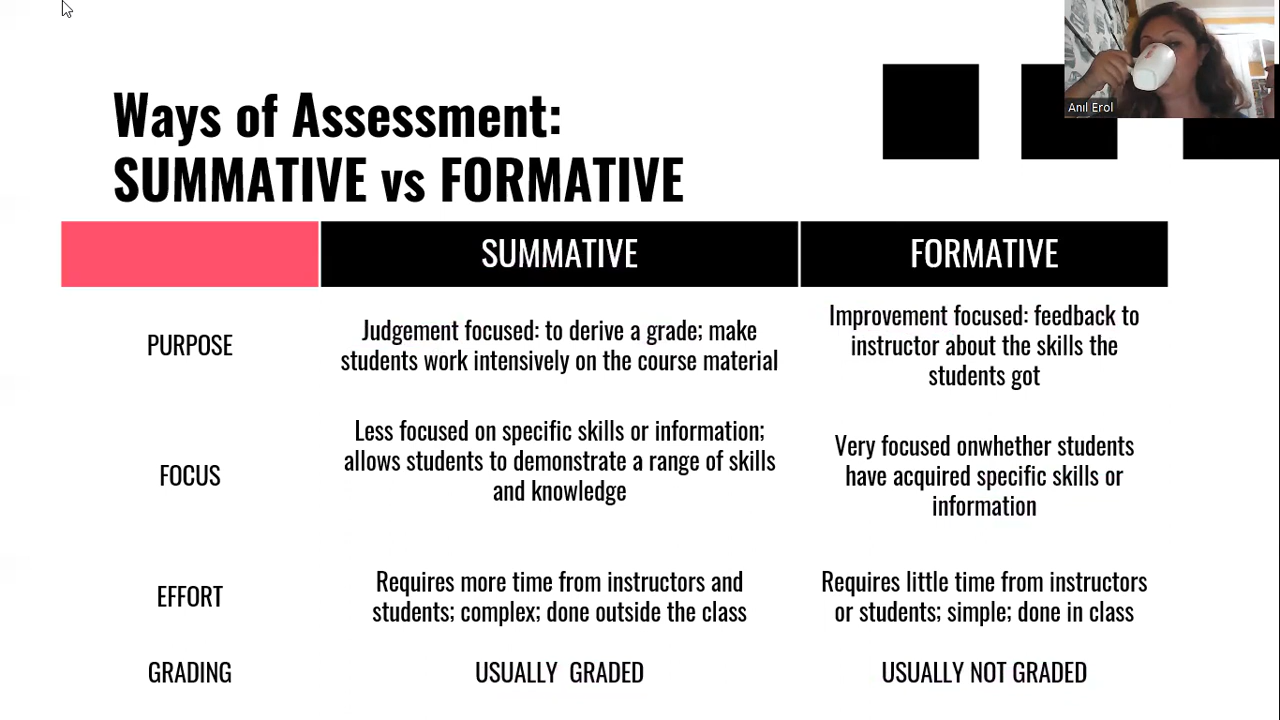 Anıl Erol
Ways of Assessment:
SUMMATIVE vs FORMATIVE
SUMMATIVE
FORMATIVE
PURPOSE
Judgement focused: to derive a grade; make
students work intensively on the course material
Improvement focused: feedback to
instructor about the skills the
students got
FOCUS
Less focused on specific skills or information;
allows students to demonstrate a range of skills
and knowledge
Very focused onwhether students
have acquired specific skills or
information
EFFORT
Requires more time from instructors and
students; complex; done outside the class
Requires little time from instructors
or students; simple; done in class
GRADING
USUALLY  GRADED
USUALLY NOT GRADED